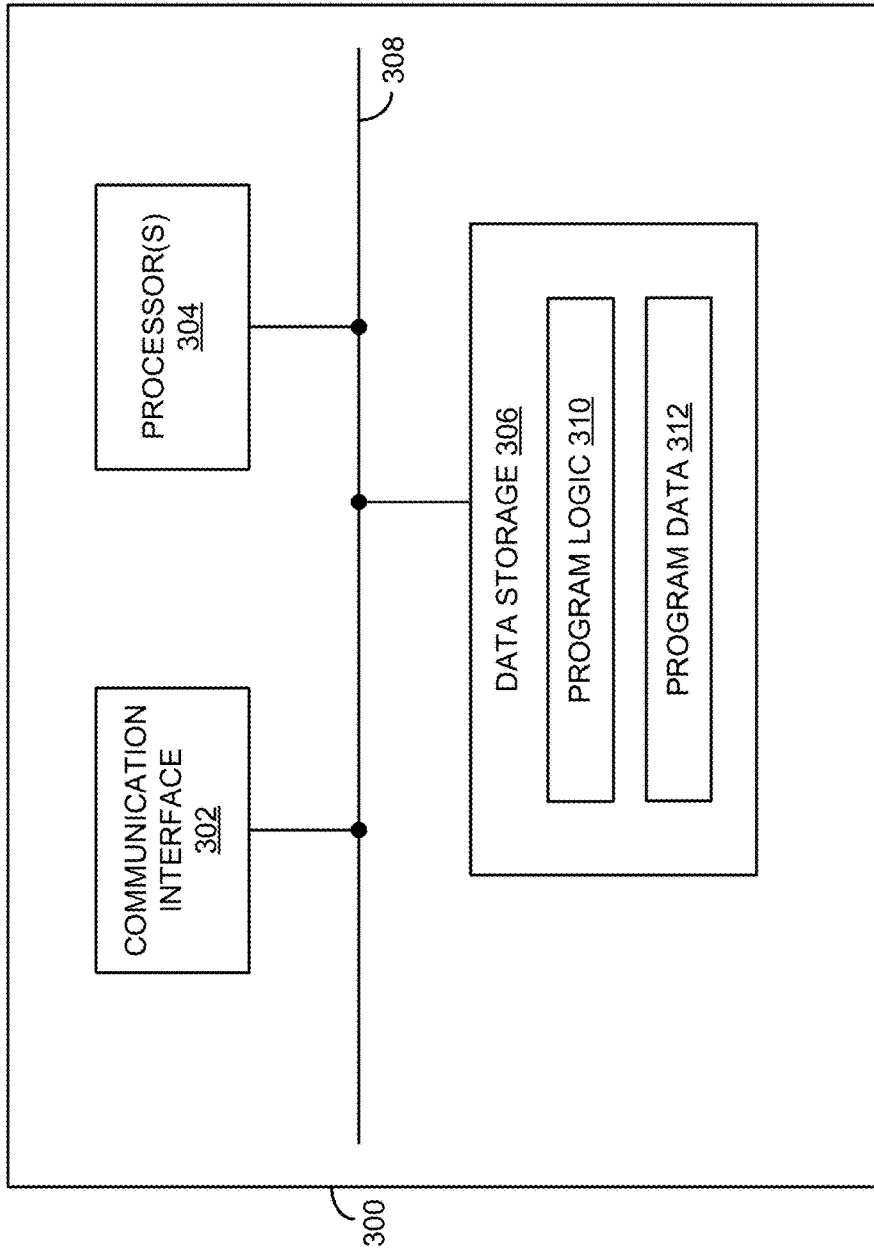 300
COMMUNICATION
INTERFACE
302
PROCESSOR(S)
304
308
DATA STORAGE 306
PROGRAM LOGIC 310
PROGRAM DATA 312